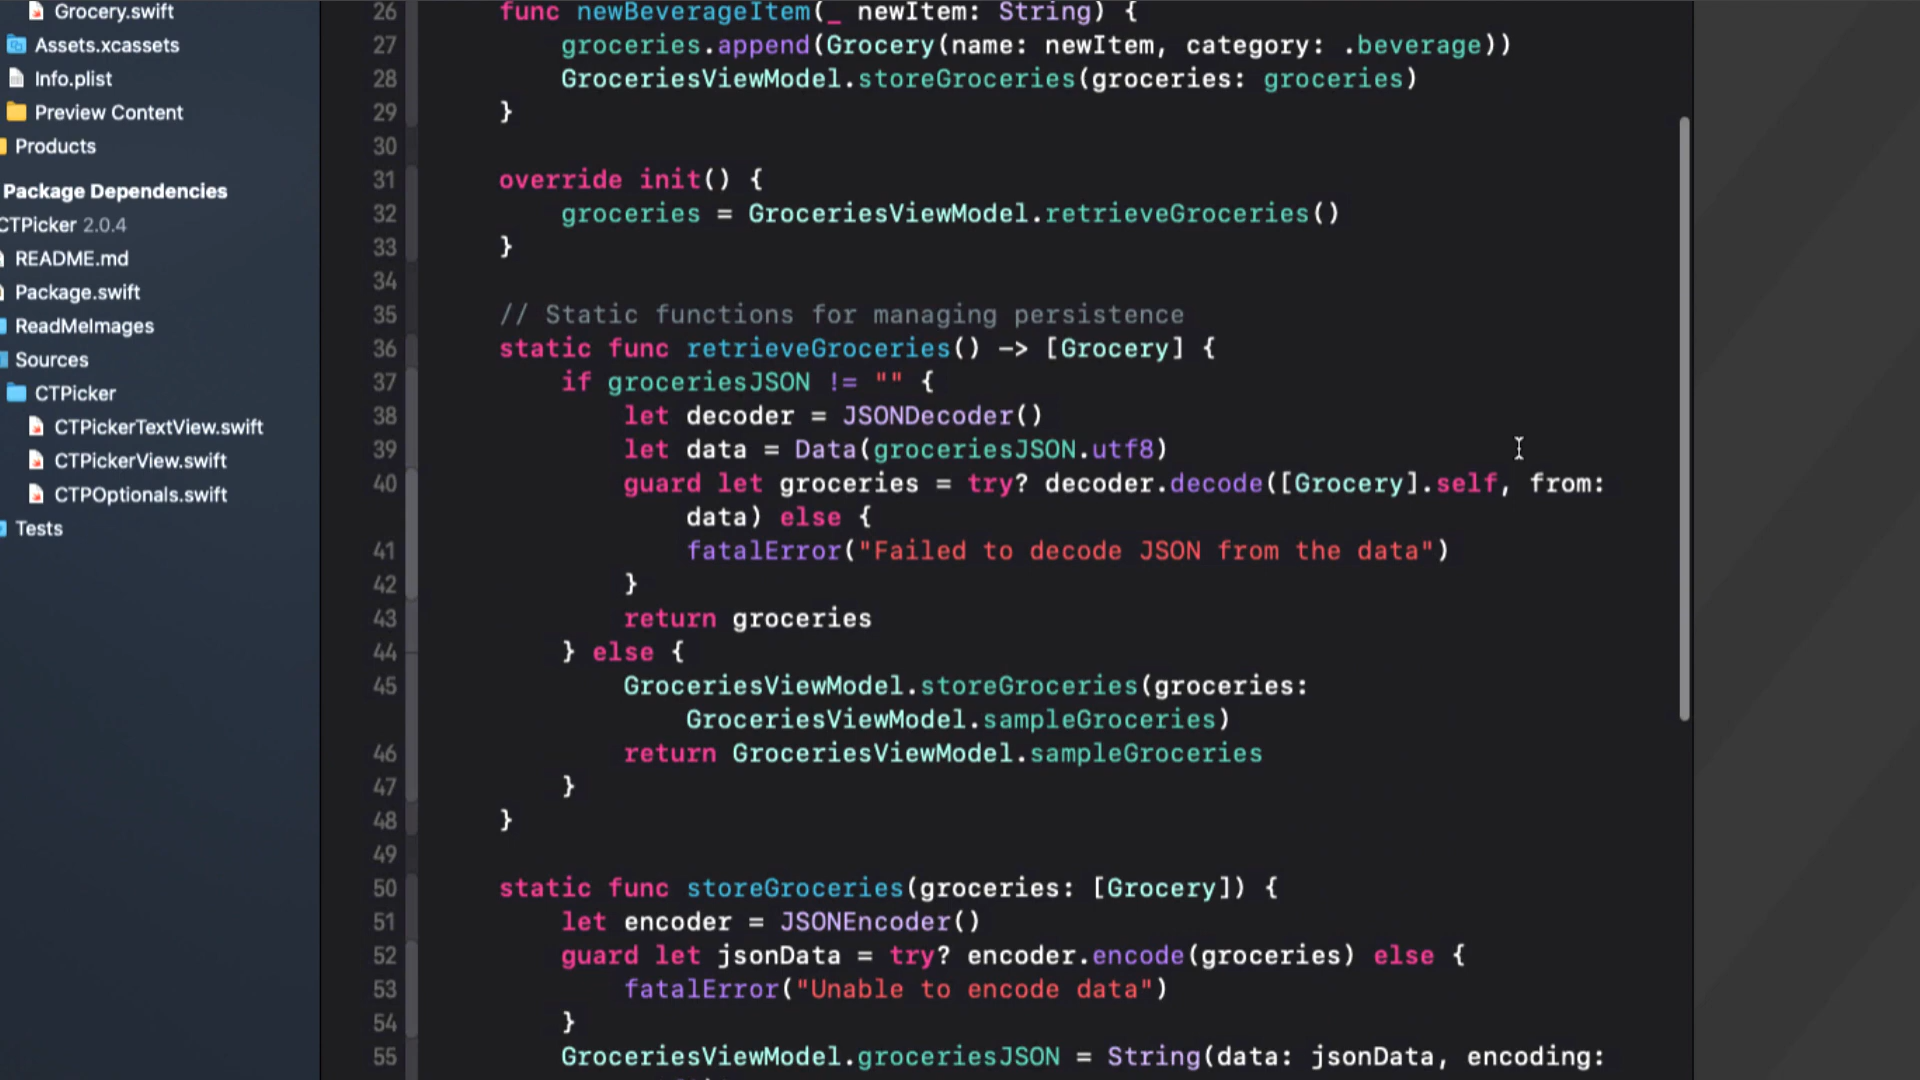 Grocery.swift
Assets.xcassets
Info.plist
Preview Content
Products
Package Dependencies
CTPicker 2.0.4
README.md
Package.swift
ReadMeImages
Sources
CTPicker
CTPickerTextView.swift
CTPickerView.swift
CTPOptionals.swift
Tests
26 func newBeverageItem(_ newItem: String) {
27 groceries.append(Grocery(name: newItem, category: .beverage))
28 GroceriesViewModel.storeGroceries(groceries: groceries)
29 }
30
31 override init() {
32 groceries = GroceriesViewModel.retrieveGroceries()
33 }
34
35 // Static functions for managing persistence
36 static func retrieveGroceries() -> [Grocery] {
37 if groceriesJSON != "" {
38 let decoder = JSONDecoder()
39 let data = Data(groceriesJSON.utf8)
40 guard let groceries = try? decoder.decode([Grocery].self, from:
data) else {
41 fatalError("Failed to decode JSON from the data")
42 }
43 return groceries
44 } else {
45 GroceriesViewModel.storeGroceries(groceries:
GroceriesViewModel.sampleGroceries)
46 return GroceriesViewModel.sampleGroceries
47 }
48 }
49
50 static func storeGroceries(groceries: [Grocery]) {
51 let encoder = JSONEncoder()
52 guard let jsonData = try? encoder.encode(groceries) else {
53 fatalError("Unable to encode data")
54 }
55 GroceriesViewModel.groceriesJSON = String(data: jsonData, encoding: